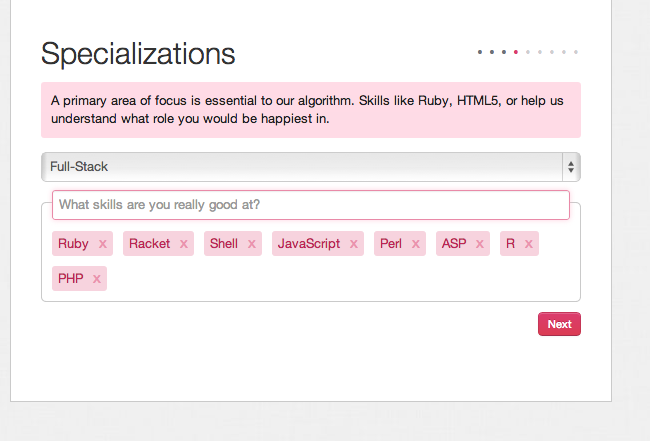 Specializations
A primary area of focus is essential to our algorithm. Skills like Ruby, HTML5, or help us
understand what role you would be happiest in.
Full-Stack
What skills are you really good at?
Ruby x Racket x Shell x JavaScript x Perl x ASP x R x
PHP x
Next